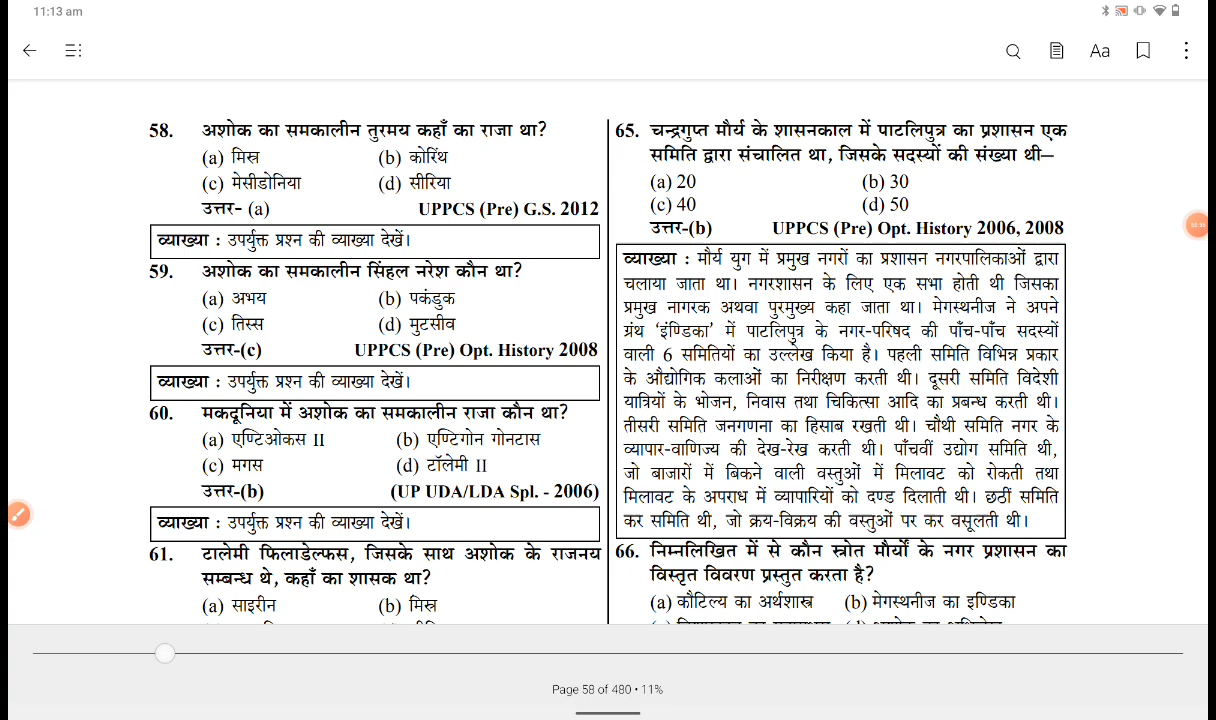 11:13 am
Aa
58. अशोक का समकालीन तुरमय कहाँ का राजा था?
(a) मिस्र (b) कोरिंथ
(c) मेसीडोनिया (d) सीरिया
उत्तर- (a) UPPCS (Pre) G.S. 2012
व्याख्या : उपर्युक्त प्रश्न की व्याख्या देखें।
59. अशोक का समकालीन सिंहल नरेश कौन था?
(a) अभय (b) पकंडुक
(c) तिस्स (d) मुटसीव
उत्तर-(c) UPPCS (Pre) Opt. History 2008
व्याख्या : उपर्युक्त प्रश्न की व्याख्या देखें।
60. मकदूनिया में अशोक का समकालीन राजा कौन था?
(a) एण्टिओकस II (b) एण्टिगोन गोनटास
(c) मगस (d) टॉलेमी II
उत्तर-(b) (UP UDA/LDA Spl. - 2006)
व्याख्या : उपर्युक्त प्रश्न की व्याख्या देखें।
61. टालेमी फिलाडेल्फस, जिसके साथ अशोक के राजनय
सम्बन्ध थे, कहाँ का शासक था?
(a) साइरीन (b) मिस्र
65. चन्द्रगुप्त मौर्य के शासनकाल में पाटलिपुत्र का प्रशासन एक
समिति द्वारा संचालित था, जिसके सदस्यों की संख्या थी—
(a) 20 (b) 30
(c) 40 (d) 50
उत्तर-(b) UPPCS (Pre) Opt. History 2006, 2008
व्याख्या : मौर्य युग में प्रमुख नगरों का प्रशासन नगरपालिकाओं द्वारा
चलाया जाता था। नगरशासन के लिए एक सभा होती थी जिसका
प्रमुख नागरक अथवा पुरमुख्य कहा जाता था। मेगस्थनीज ने अपने
ग्रंथ ‘इंण्डिका’ में पाटलिपुत्र के नगर-परिषद की पाँच-पाँच सदस्यों
वाली 6 समितियों का उल्लेख किया है। पहली समिति विभिन्न प्रकार
के औद्योगिक कलाओं का निरीक्षण करती थी। दूसरी समिति विदेशी
यात्रियों के भोजन, निवास तथा चिकित्सा आदि का प्रबन्ध करती थी।
तीसरी समिति जनगणना का हिसाब रखती थी। चौथी समिति नगर के
व्यापार-वाणिज्य की देख-रेख करती थी। पाँचवीं उद्योग समिति थी,
जो बाजारों में बिकने वाली वस्तुओं में मिलावट को रोकती तथा
मिलावट के अपराध में व्यापारियों को दण्ड दिलाती थी। छठीं समिति
कर समिति थी, जो क्रय-विक्रय की वस्तुओं पर कर वसूलती थी।
66. निम्नलिखित में से कौन स्रोत मौर्यों के नगर प्रशासन का
विस्तृत विवरण प्रस्तुत करता है?
(a) कौटिल्य का अर्थशास्त्र (b) मेगस्थनीज का इण्डिका
Page 58 of 480 • 11%